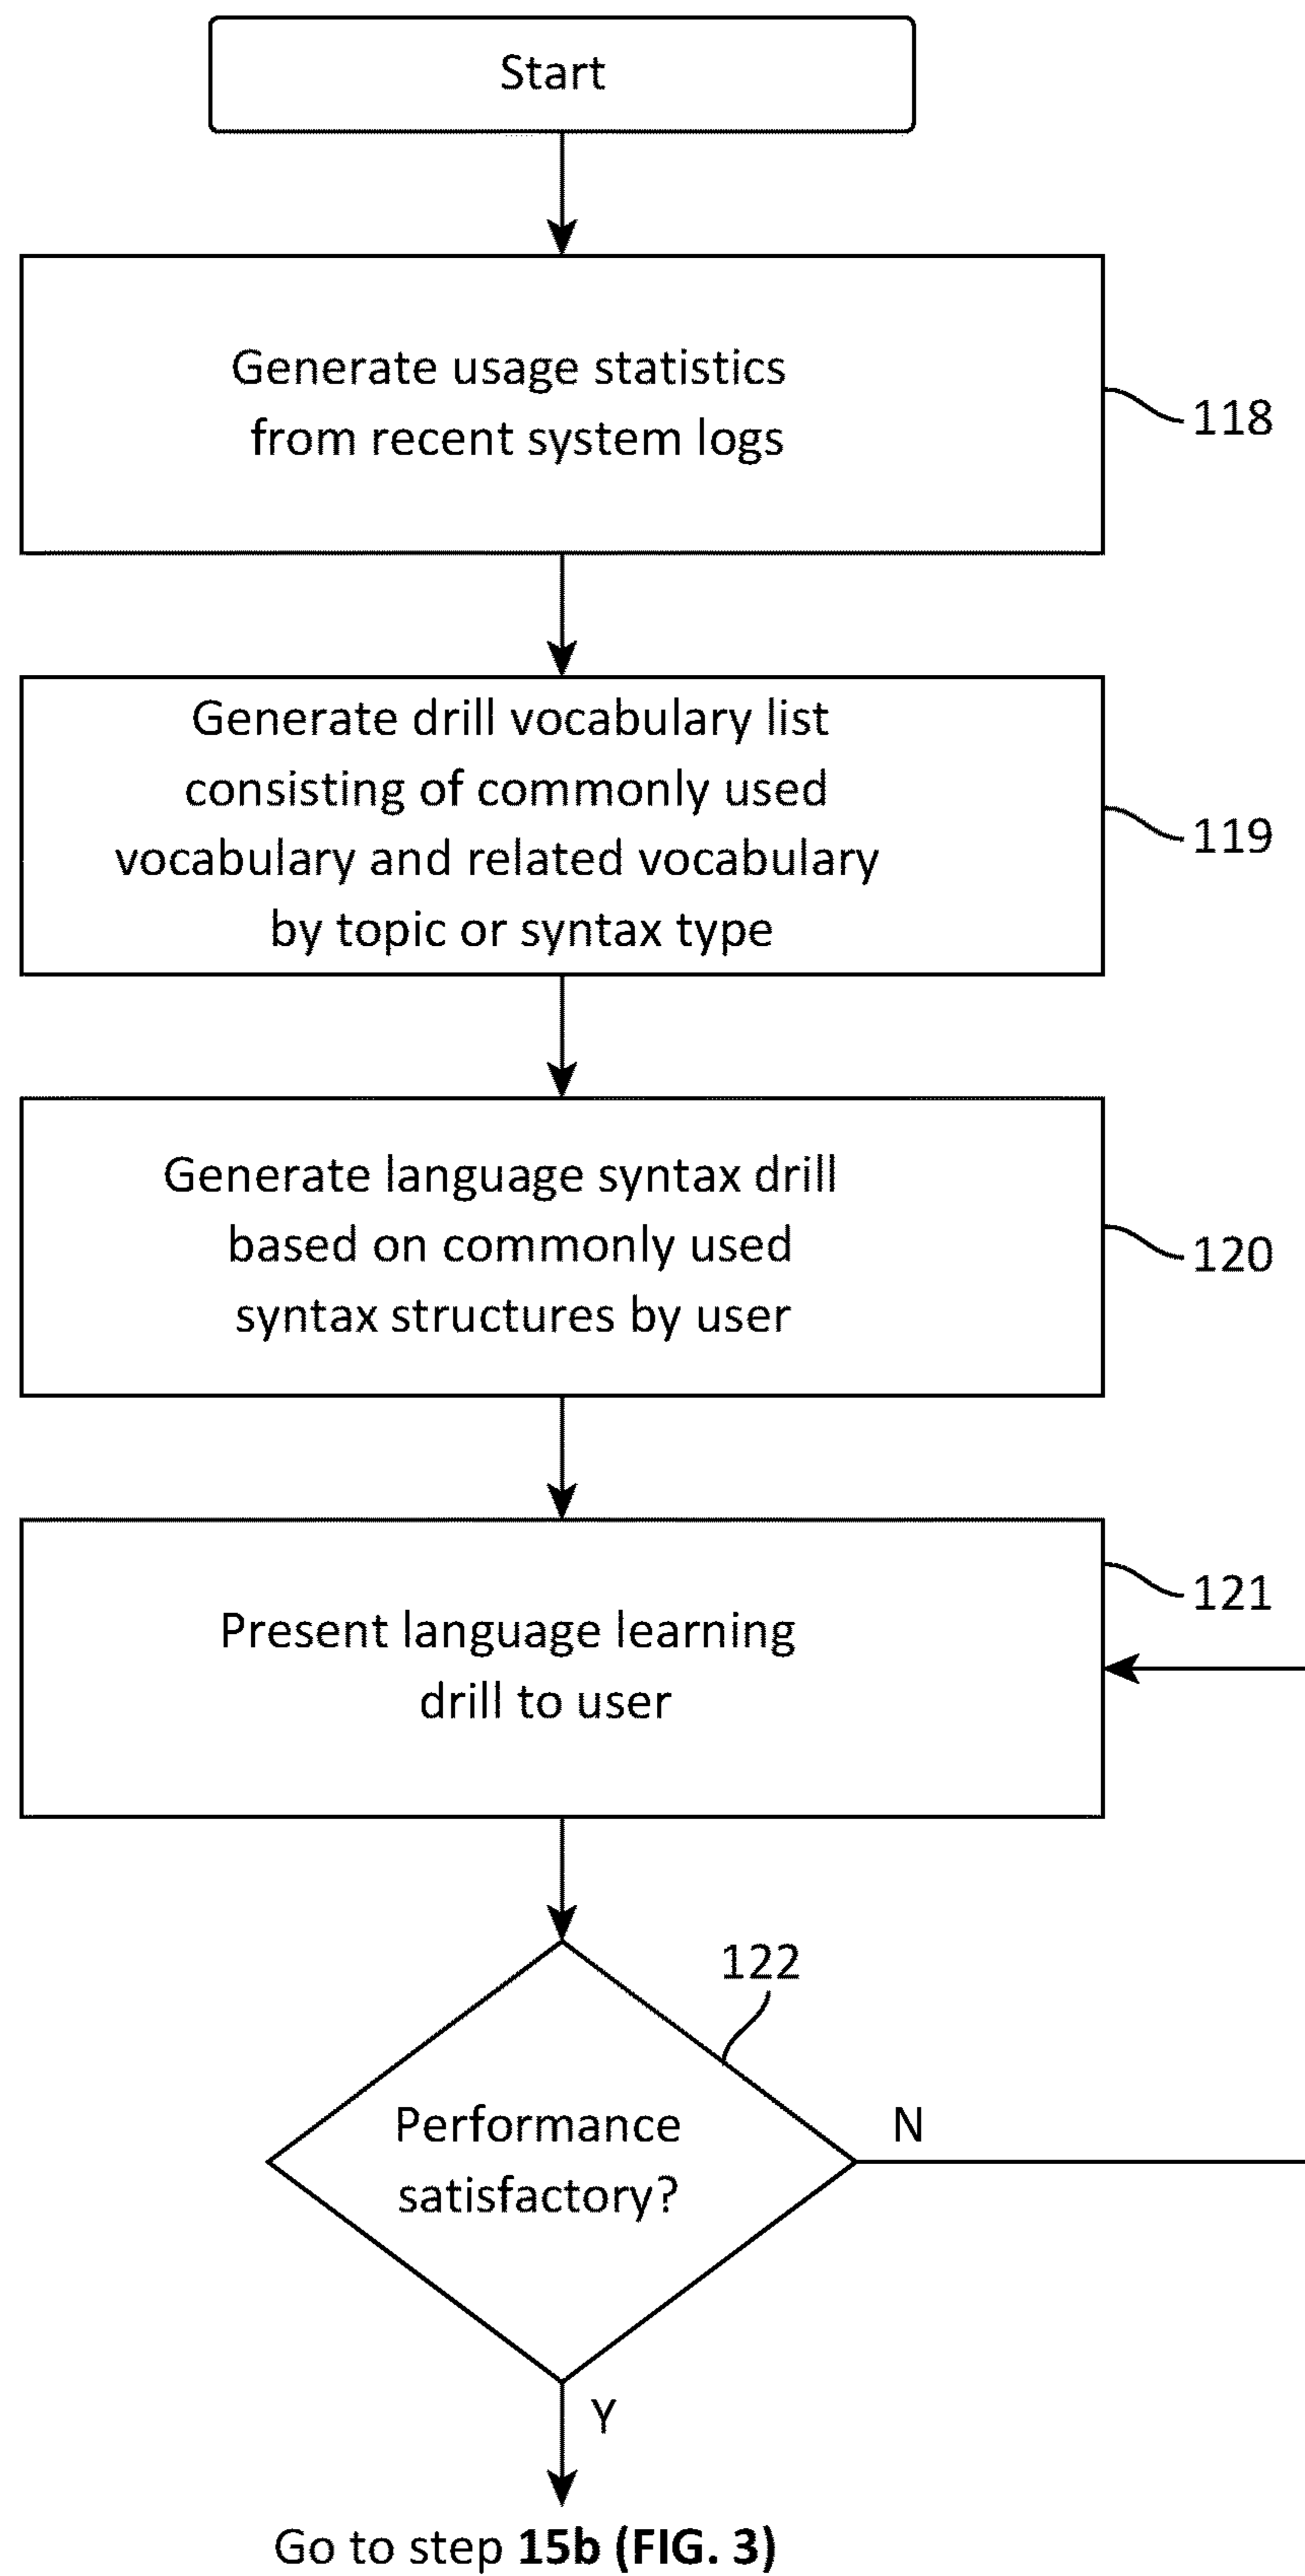 Start
Generate usage statistics
from recent system logs
118
Generate drill vocabulary list
consisting of commonly used
vocabulary and related vocabulary
by topic or syntax type
119
Generate language syntax drill
based on commonly used
syntax structures by user
120
Present language learning
drill to user
121
122
Performance
satisfactory?
N
Y
Go to step 15b (FIG. 3)